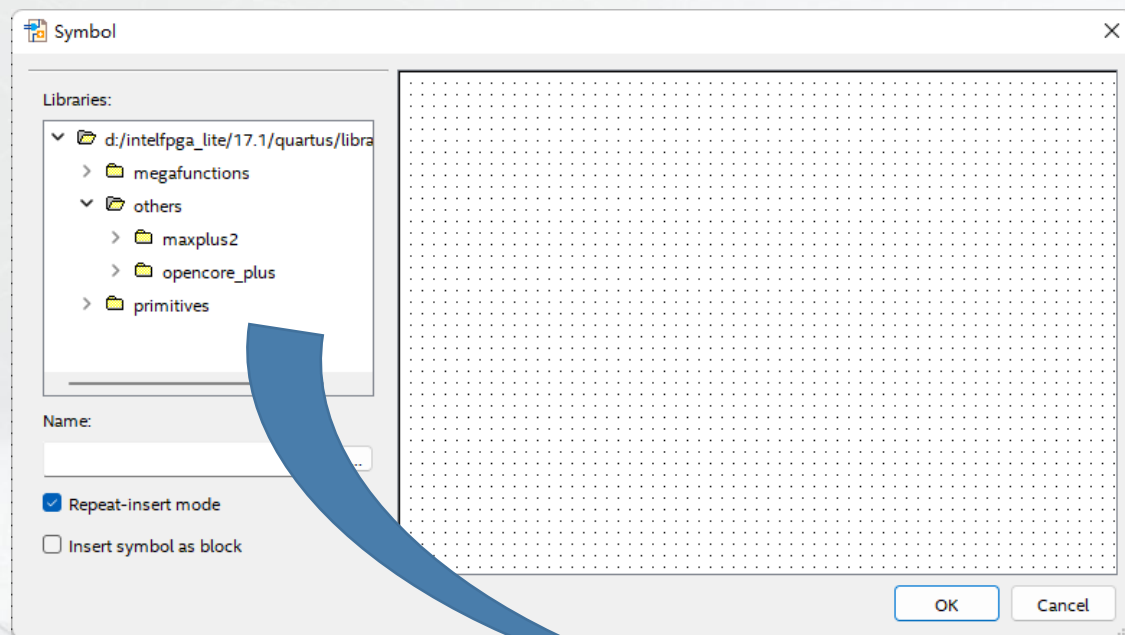 Symbol
Libraries:
d:/intelfpga_lite/17.1/quartus/libra
megafunctions
others
maxplus2
opencore_plus
primitives
Name:
..
Repeat-insert mode
Insert symbol as block
OK
Cancel